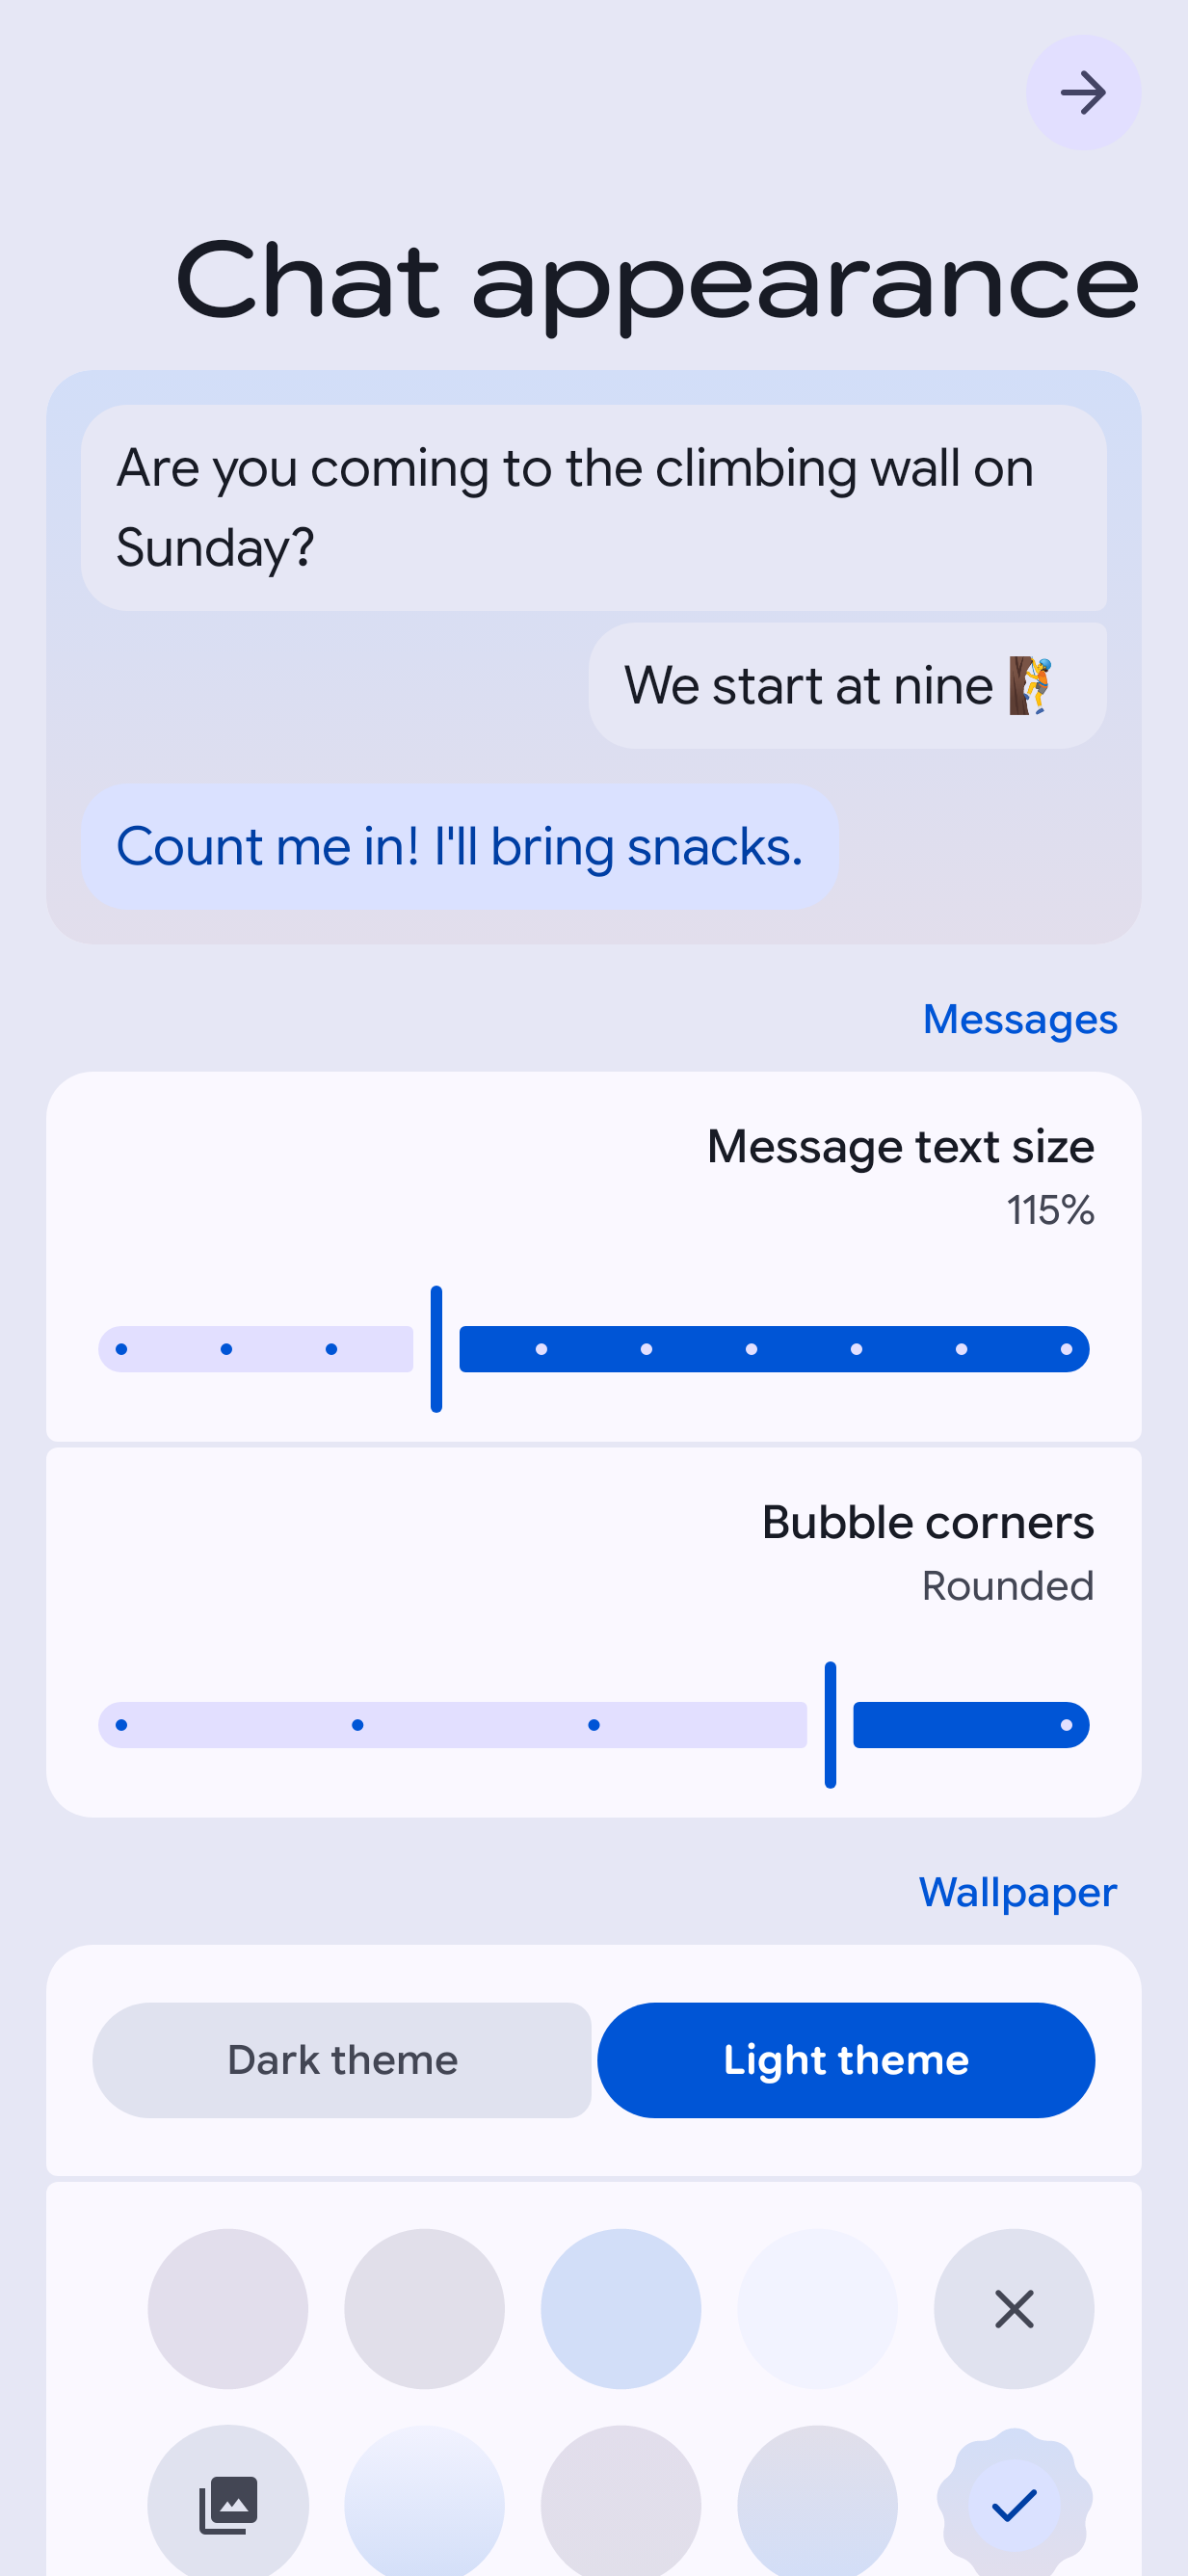 Chat appearance
Are you coming to the climbing wall on
Sunday?
We start at nine 🧗
Count me in! I'll bring snacks.
Messages
Message text size
115%
Bubble corners
Rounded
Wallpaper
Light theme
Dark theme